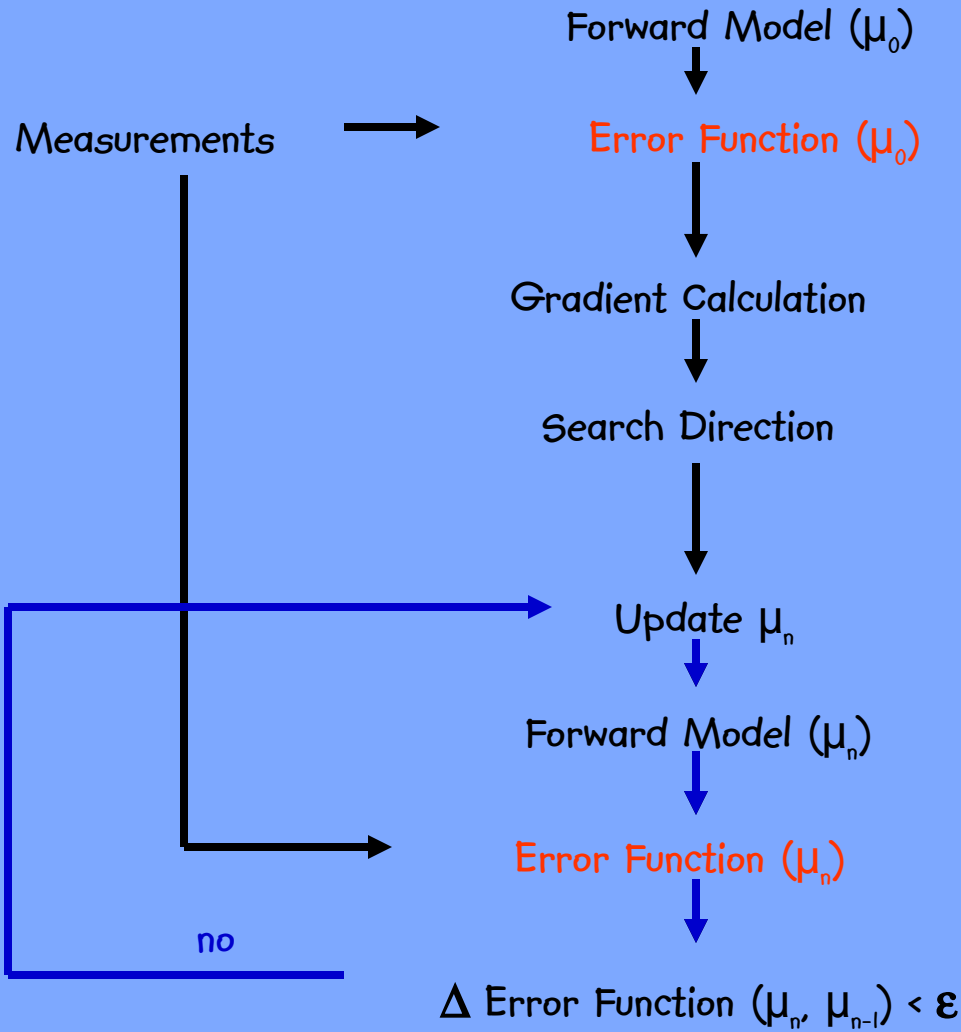 Forward Model (μ₀)
Measurements
Error Function (μ₀)
Gradient Calculation
Search Direction
Update μₙ
Forward Model (μₙ)
Error Function (μₙ)
no
Δ Error Function (μₙ, μₙ₋₁) < ε